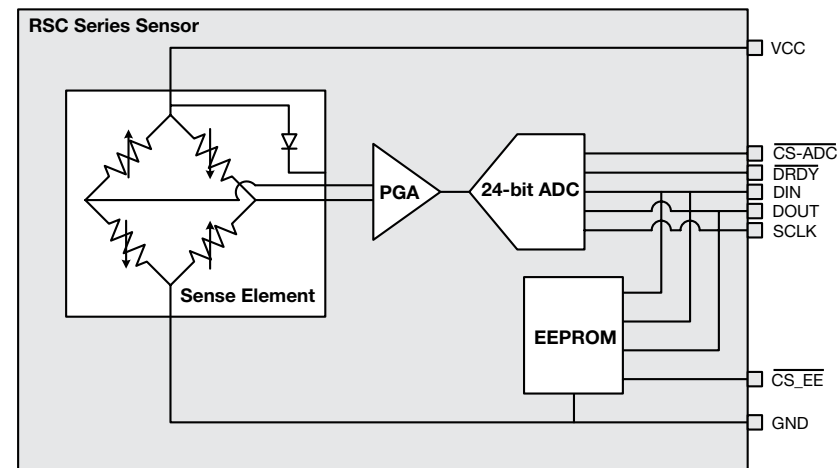 RSC Series Sensor
VCC
CS-ADC
DRDY
PGA
24-bit ADC
DIN
DOUT
SCLK
Sense Element
EEPROM
CS_EE
GND